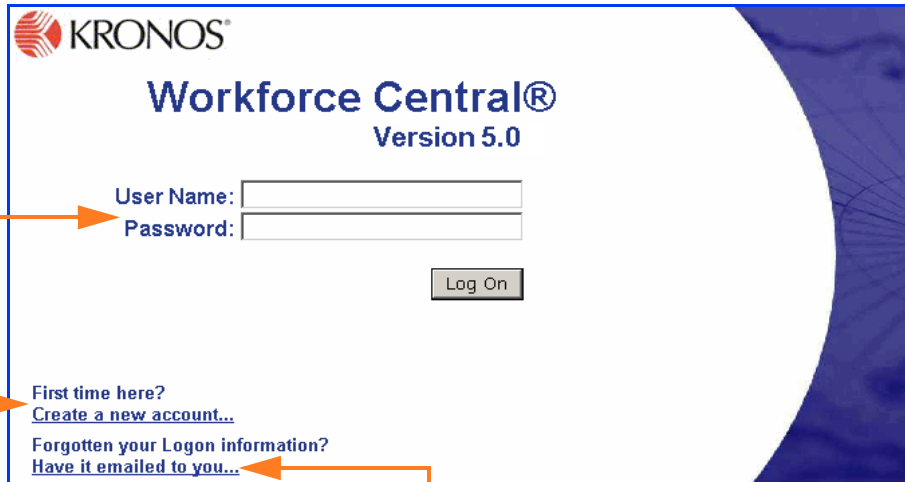 KRONOS®
Workforce Central®
Version 5.0
User Name:
Password:
Log On
First time here?
Create a new account...
Forgotten your Logon information?
Have it emailed to you...